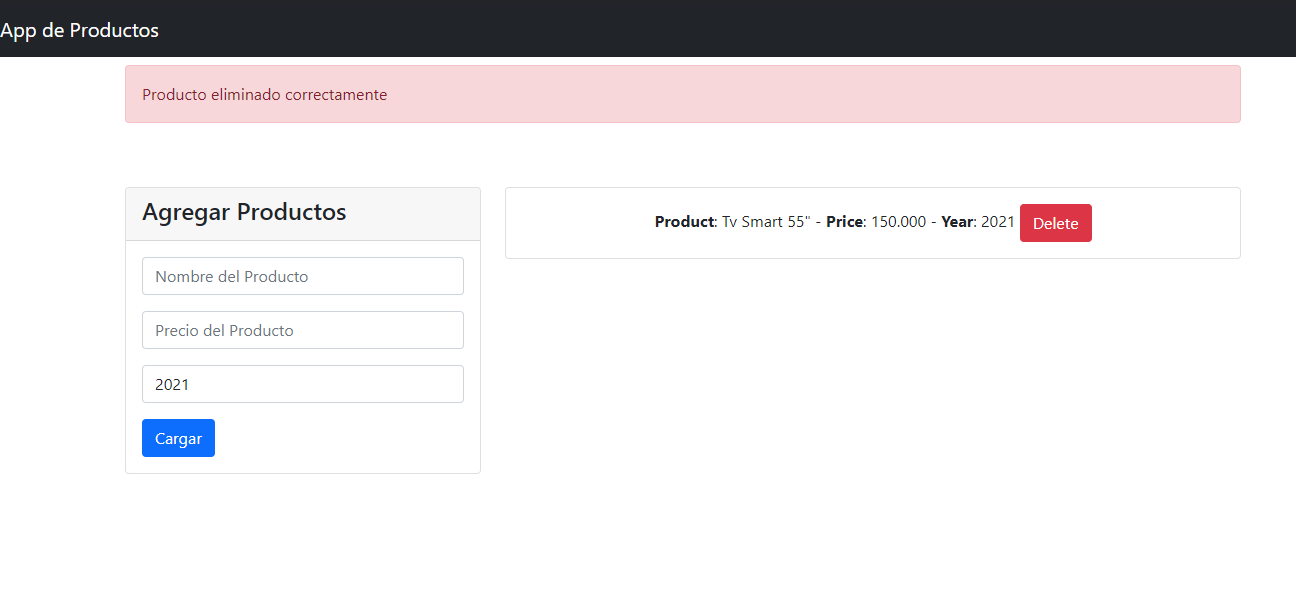 App de Productos
Producto eliminado correctamente
Agregar Productos
Nombre del Producto
Precio del Producto
2021
Cargar
Product: Tv Smart 55" - Price: 150.000 - Year: 2021 Delete